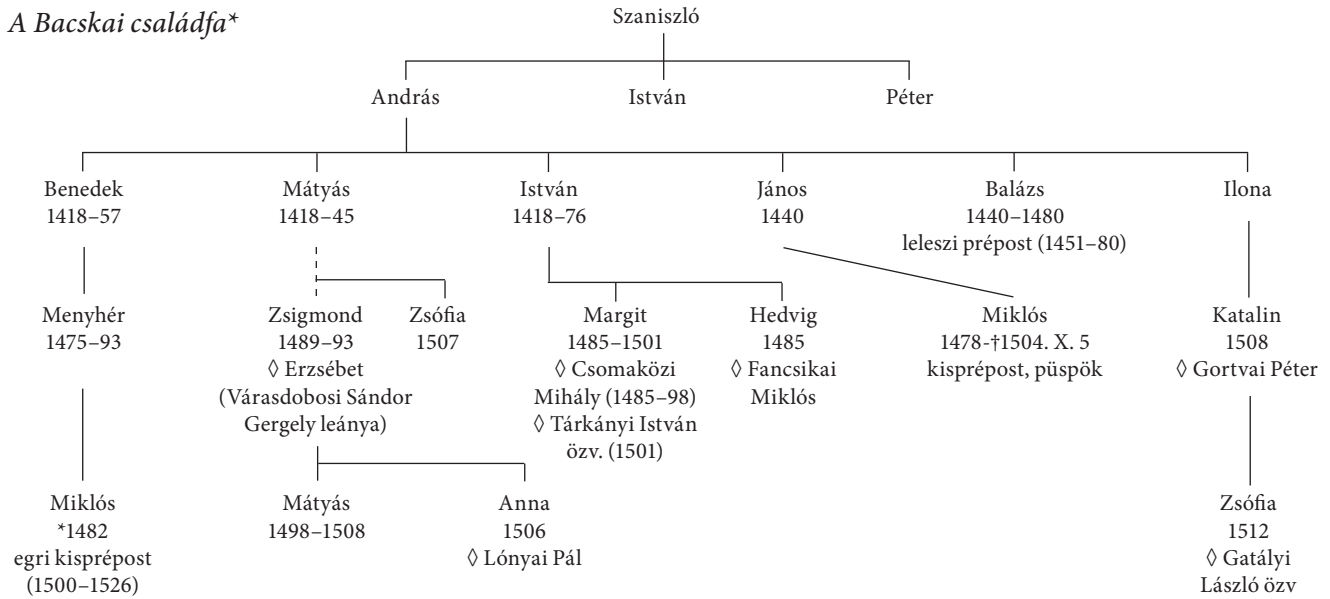 A Bacskai családfa*
Szaniszló
András
István
Péter
Benedek
1418–57
Mátyás
1418–45
István
1418–76
János
1440
Balázs
1440–1480
leleszi prépost (1451–80)
Ilona
Menyhér
1475–93
Zsigmond
1489–93
◊ Erzsébet
(Várasdobosi Sándor
Gergely leánya)
Zsófia
1507
Margit
1485–1501
◊ Csomaközi
Mihály (1485–98)
◊ Tárkányi István
özv. (1501)
Hedvig
1485
◊ Fancsikai
Miklós
Miklós
1478-†1504. X. 5
kisprépost, püspök
Katalin
1508
◊ Gortvai Péter
Miklós
*1482
egri kisprépost
(1500–1526)
Mátyás
1498–1508
Anna
1506
◊ Lónyai Pál
Zsófia
1512
◊ Gatályi
László özv